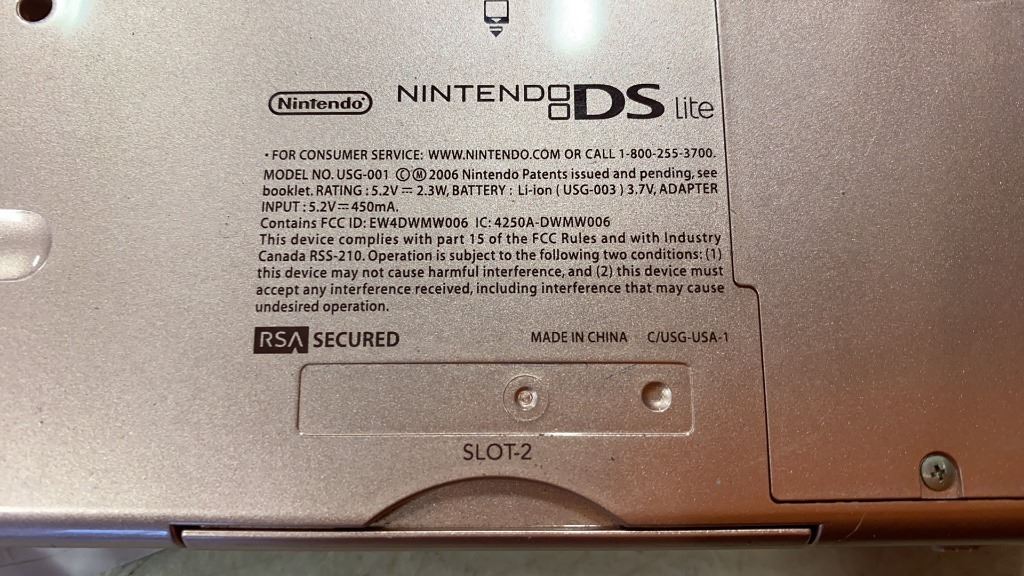 Nintendo
NINTENDO DS Lite
• FOR CONSUMER SERVICE: WWW.NINTENDO.COM OR CALL 1-800-255-3700.
MODEL NO. USG-001 Ⓒ Ⓜ 2006 Nintendo Patents issued and pending, see
booklet. RATING : 5.2V ⎓ 2.3W, BATTERY : Li-ion ( USG-003 ) 3.7V, ADAPTER
INPUT : 5.2V ⎓ 450mA.
Contains FCC ID: EW4DWMW006 IC: 4250A-DWMW006
This device complies with part 15 of the FCC Rules and with Industry
Canada RSS-210. Operation is subject to the following two conditions: (1)
this device may not cause harmful interference, and (2) this device must
accept any interference received, including interference that may cause
undesired operation.
RSA SECURED
MADE IN CHINA C/USG-USA-1
SLOT-2